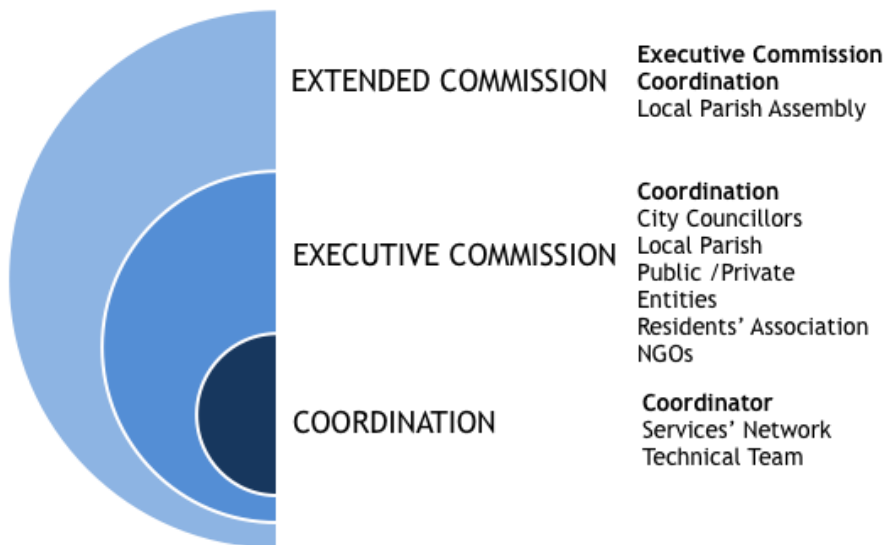 EXTENDED COMMISSION
Executive Commission
Coordination
Local Parish Assembly
EXECUTIVE COMMISSION
Coordination
City Councillors
Local Parish
Public /Private
Entities
Residents’ Association
NGOs
COORDINATION
Coordinator
Services’ Network
Technical Team